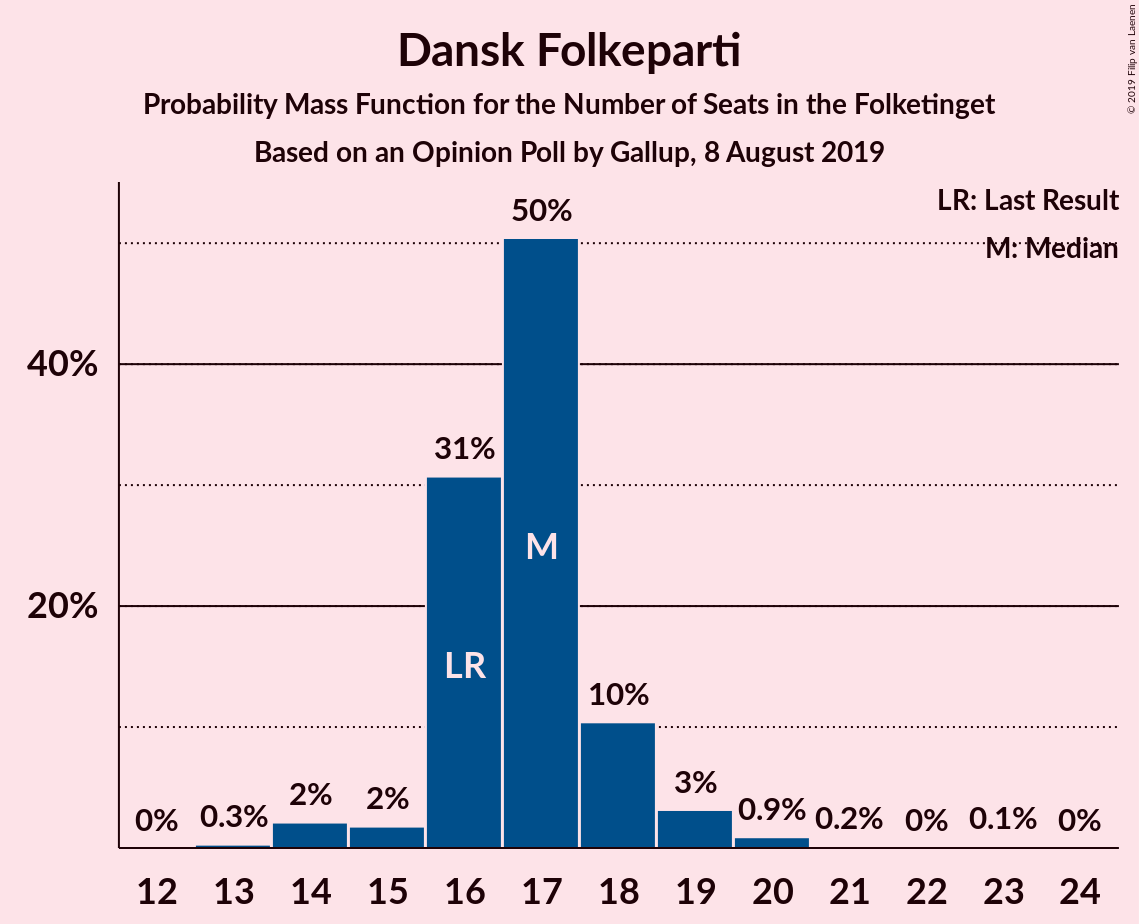 Dansk Folkeparti
Probability Mass Function for the Number of Seats in the Folketinget
Based on an Opinion Poll by Gallup, 8 August 2019
© 2019 Filip van Laenen
LR: Last Result
M: Median
50%
40%
31%
M
20%
LR
10%
0%
0.3%
2%
2%
3%
0.9%
0.2%
0%
0.1%
0%
12 13 14 15 16 17 18 19 20 21 22 23 24